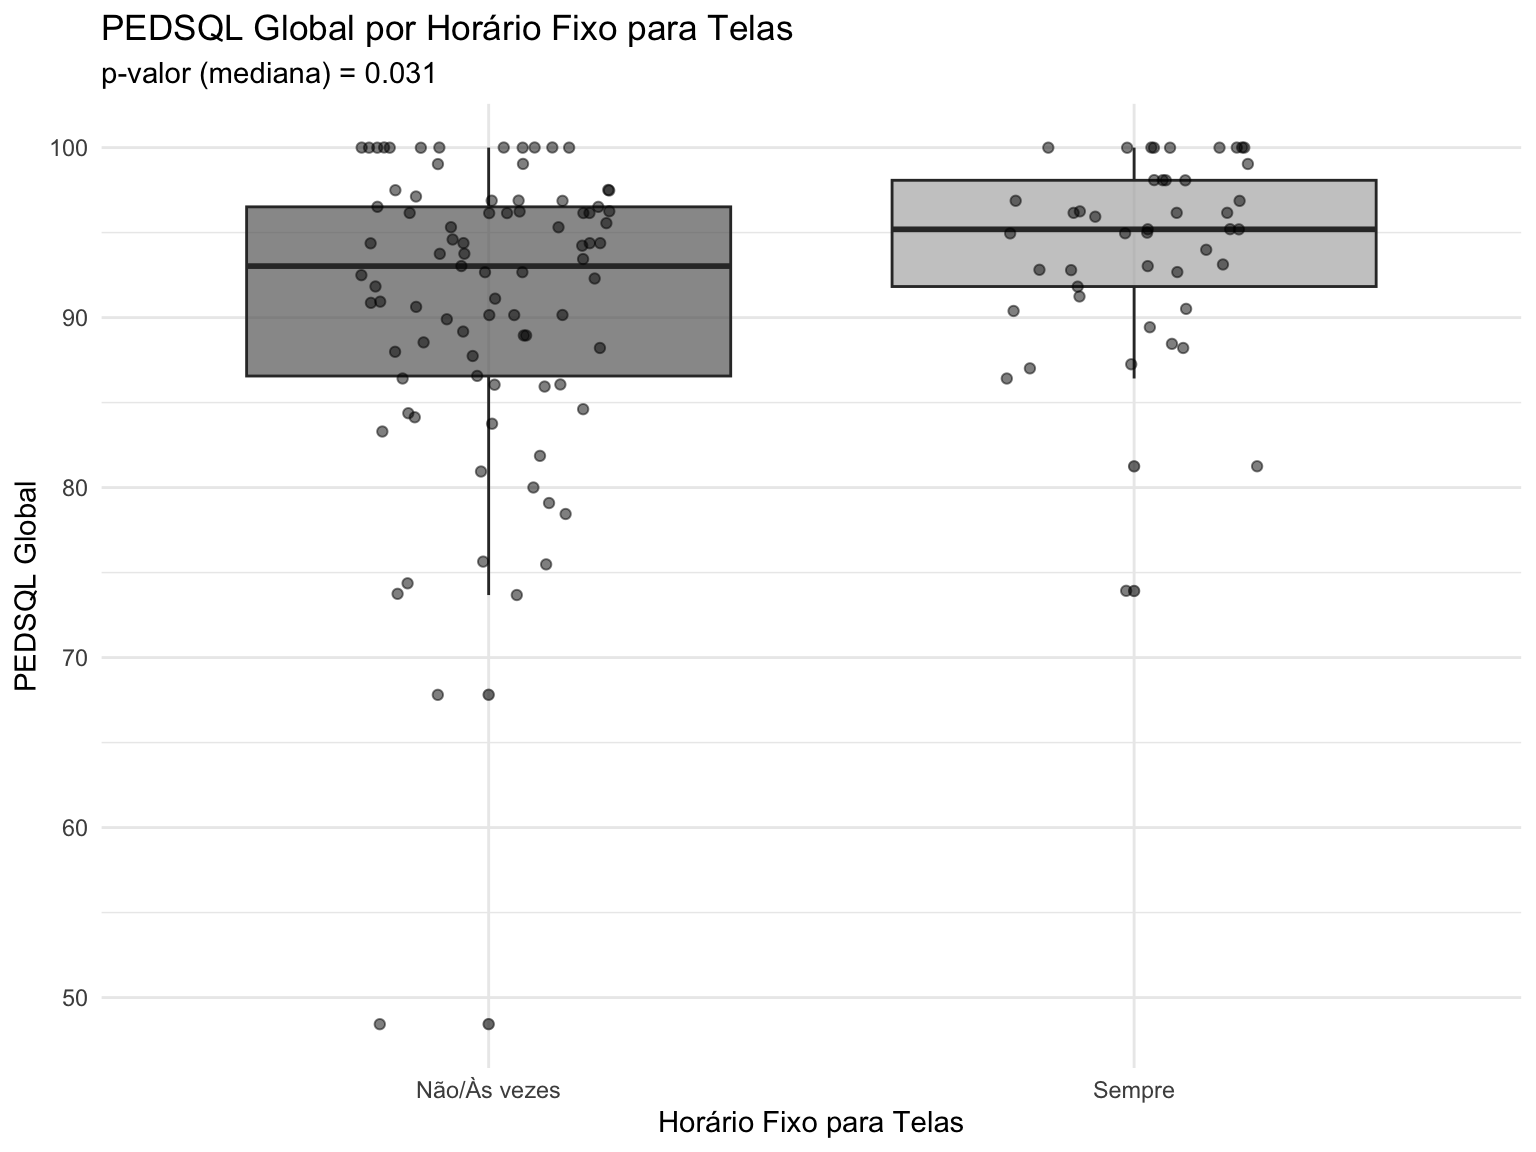 PEDSQL Global por Horário Fixo para Telas
p-valor (mediana) = 0.031
PEDSQL Global
100
90
80
70
60
50
Não/Às vezes
Sempre
Horário Fixo para Telas